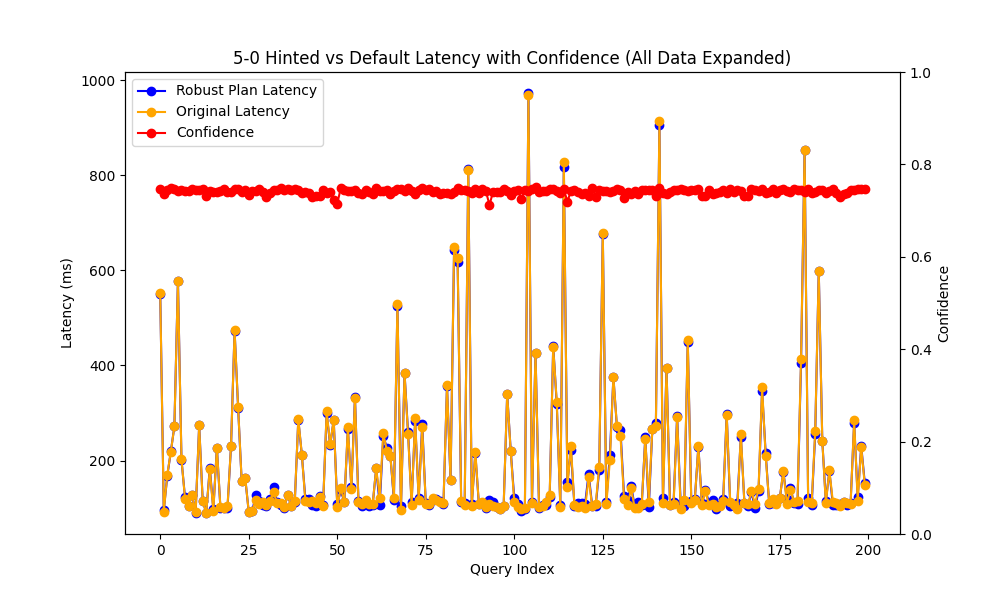 5-0 Hinted vs Default Latency with Confidence (All Data Expanded)
Robust Plan Latency
Original Latency
Confidence
1000
800
600
400
200
Latency (ms)
1.0
0.8
0.6
0.4
0.2
0.0
Confidence
0 25 50 75 100 125 150 175 200
Query Index